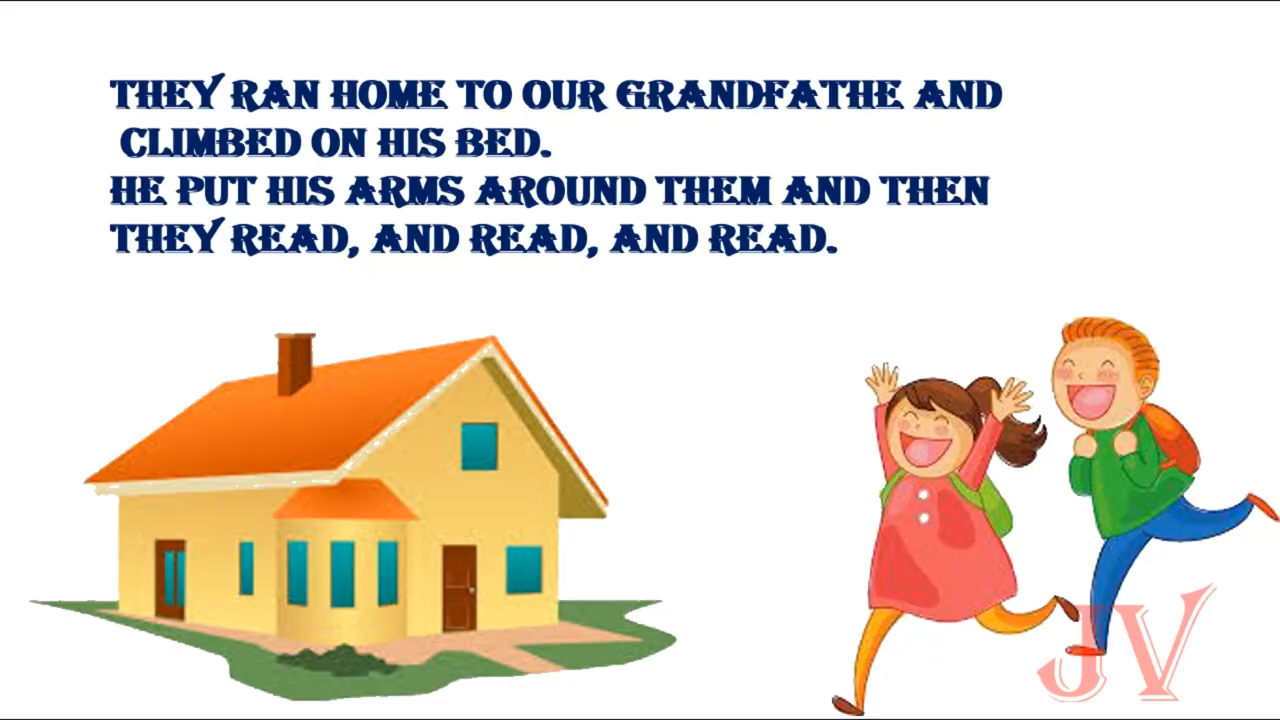 THEY RAN HOME TO OUR GRANDFATHE AND
CLIMBED ON HIS BED.
HE PUT HIS ARMS AROUND THEM AND THEN
THEY READ, AND READ, AND READ.
JV